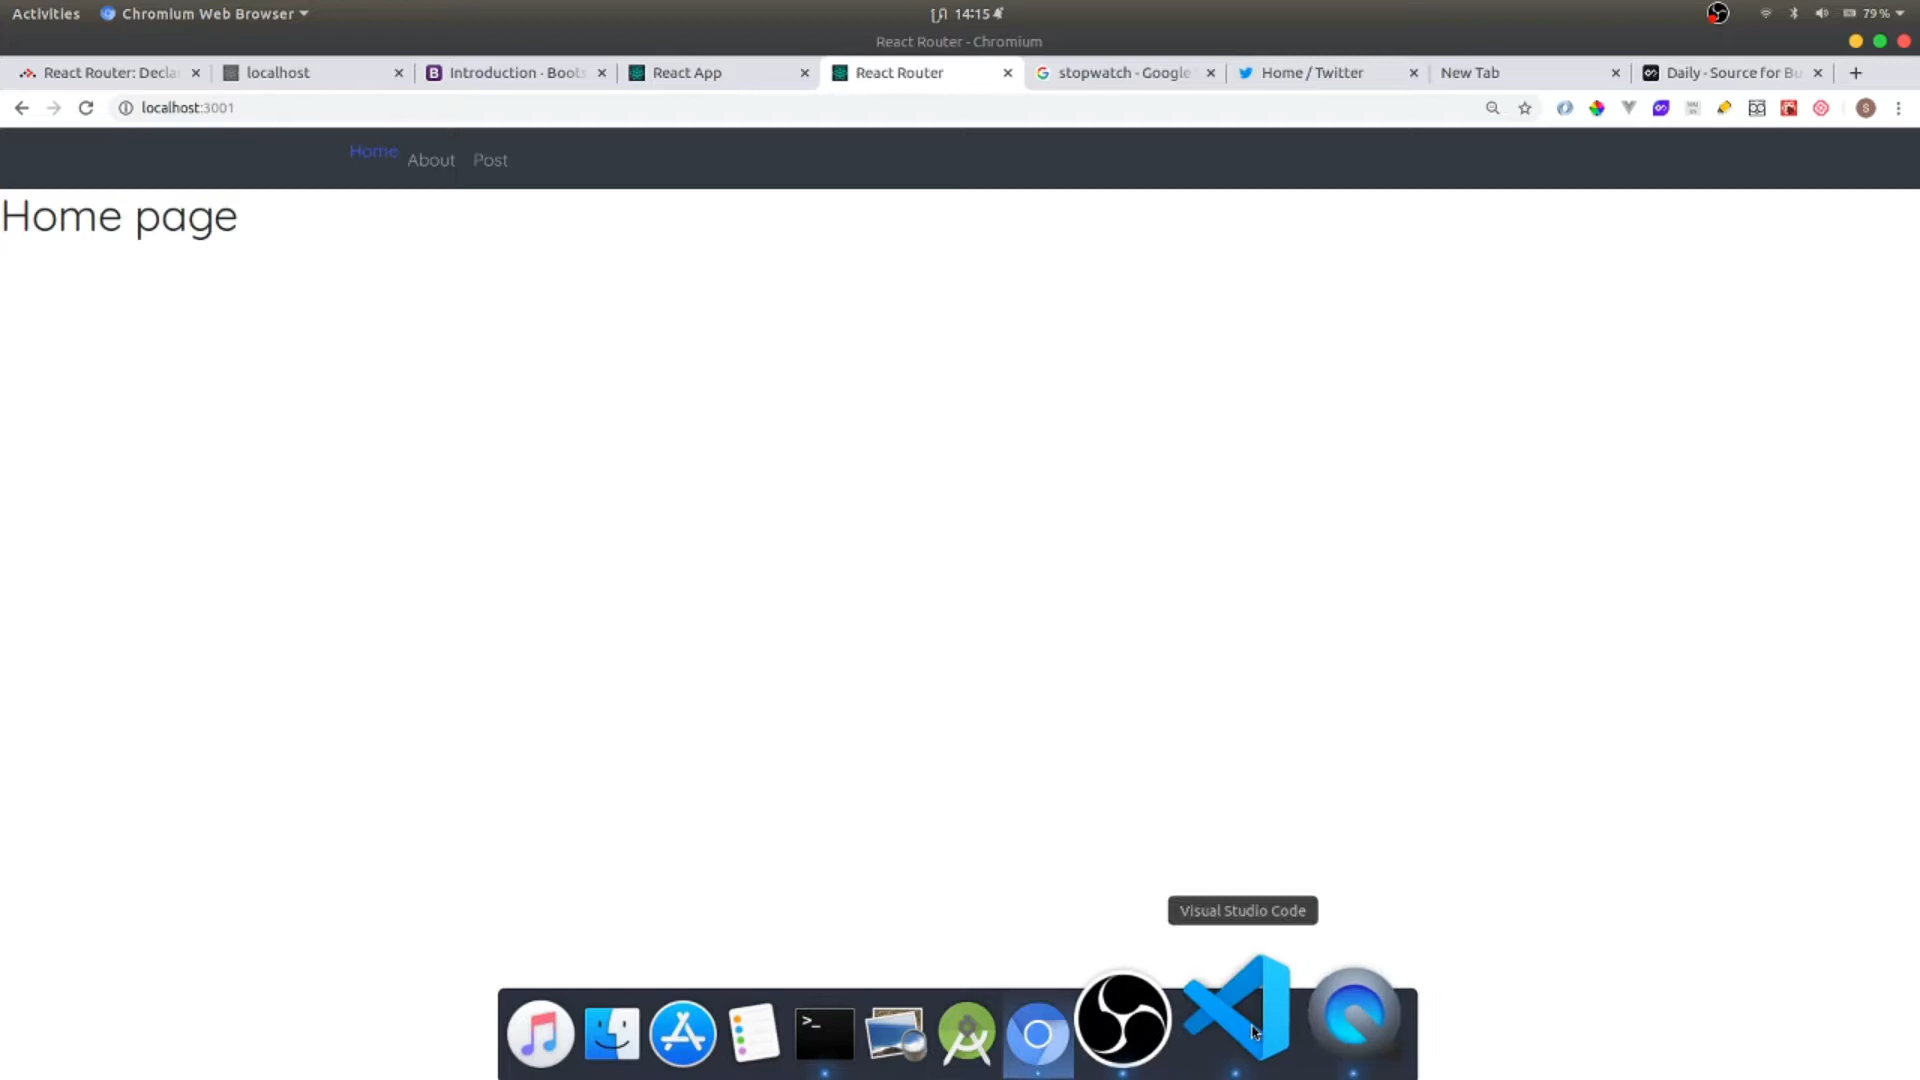 Activities Chromium Web Browser 14:15 79 %
React Router - Chromium
React Router: Decla localhost Introduction · Boots React App React Router stopwatch - Google Home / Twitter New Tab Daily - Source for Bu
localhost:3001
Home About Post
Home page
Visual Studio Code